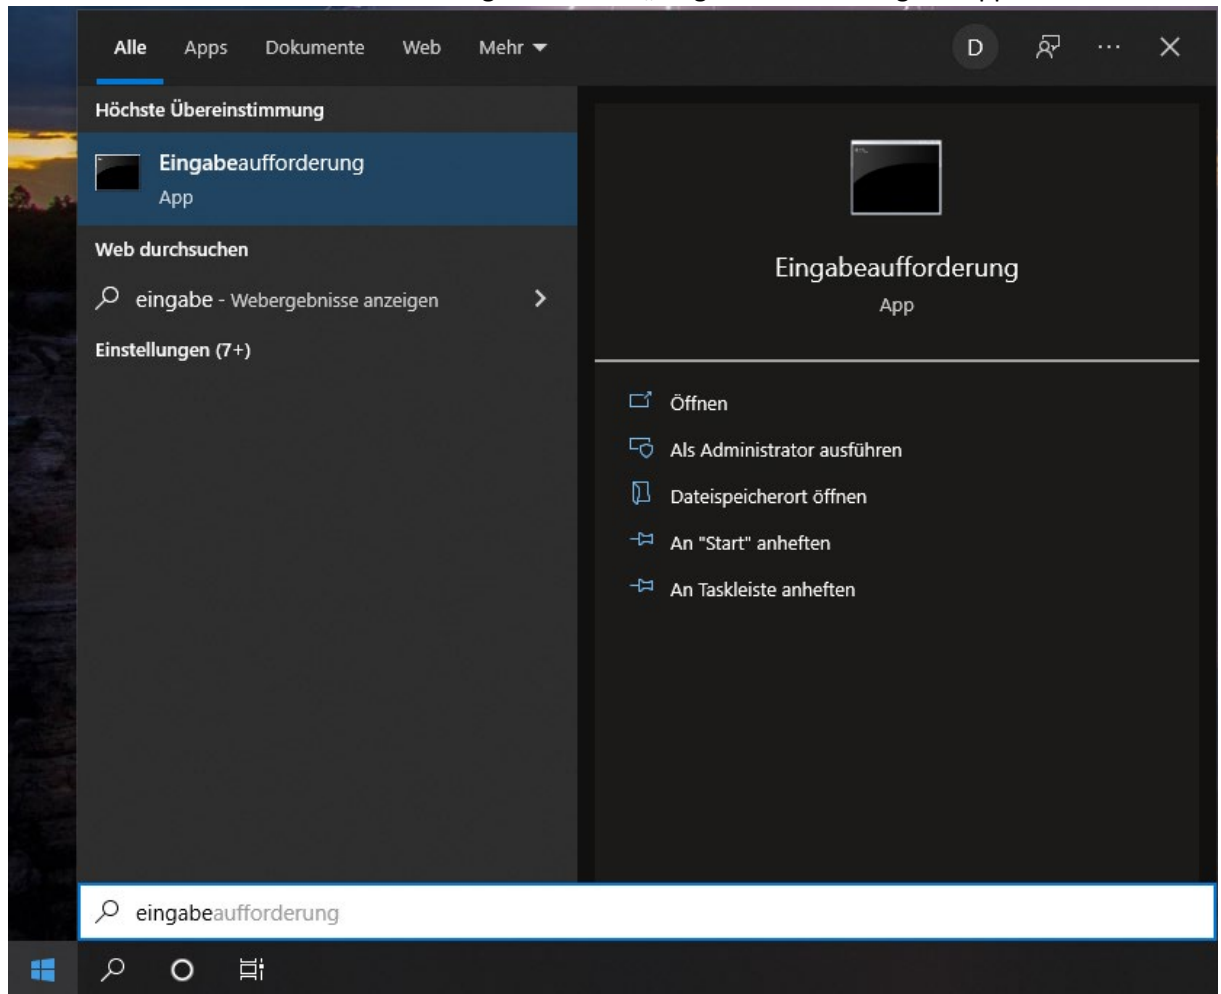 Alle Apps Dokumente Web Mehr
D
Höchste Übereinstimmung
Eingabeaufforderung
App
Web durchsuchen
eingabe - Webergebnisse anzeigen
Einstellungen (7+)
Eingabeaufforderung
App
Öffnen
Als Administrator ausführen
Dateispeicherort öffnen
An "Start" anheften
An Taskleiste anheften
eingabeaufforderung